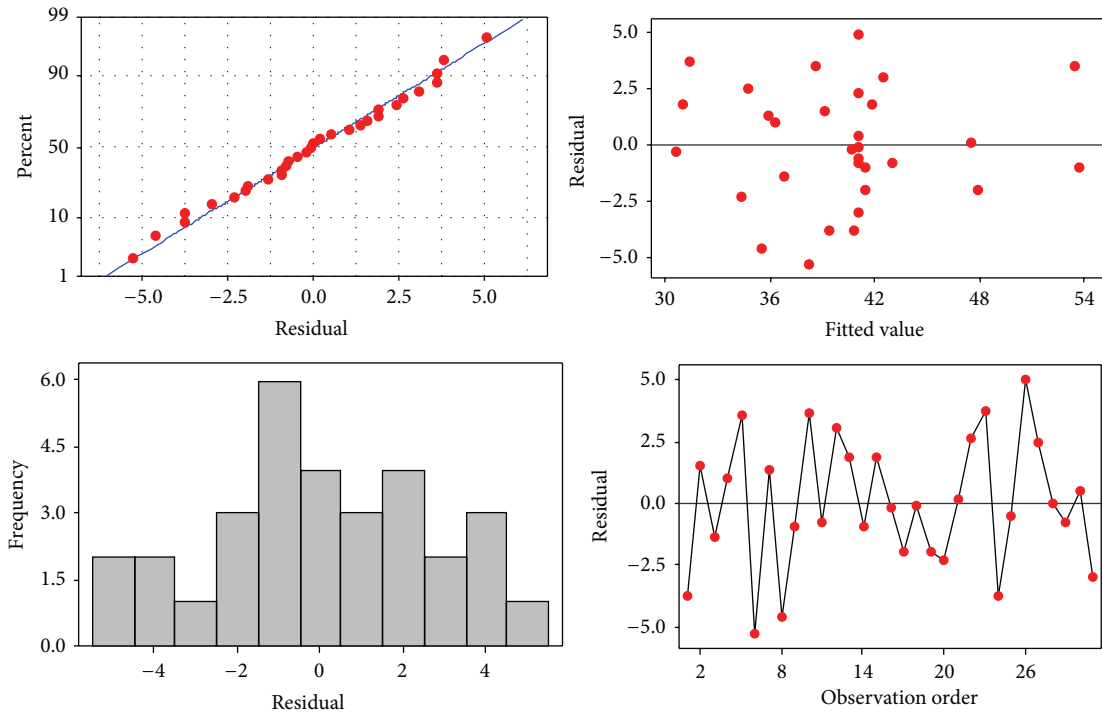 99
90
50
10
1
Percent
−5.0 −2.5 0.0 2.5 5.0
Residual
5.0
2.5
0.0
−2.5
−5.0
Residual
30 36 42 48 54
Fitted value
6.0
4.5
3.0
1.5
0.0
Frequency
−4 −2 0 2 4
Residual
5.0
2.5
0.0
−2.5
−5.0
Residual
2 8 14 20 26
Observation order